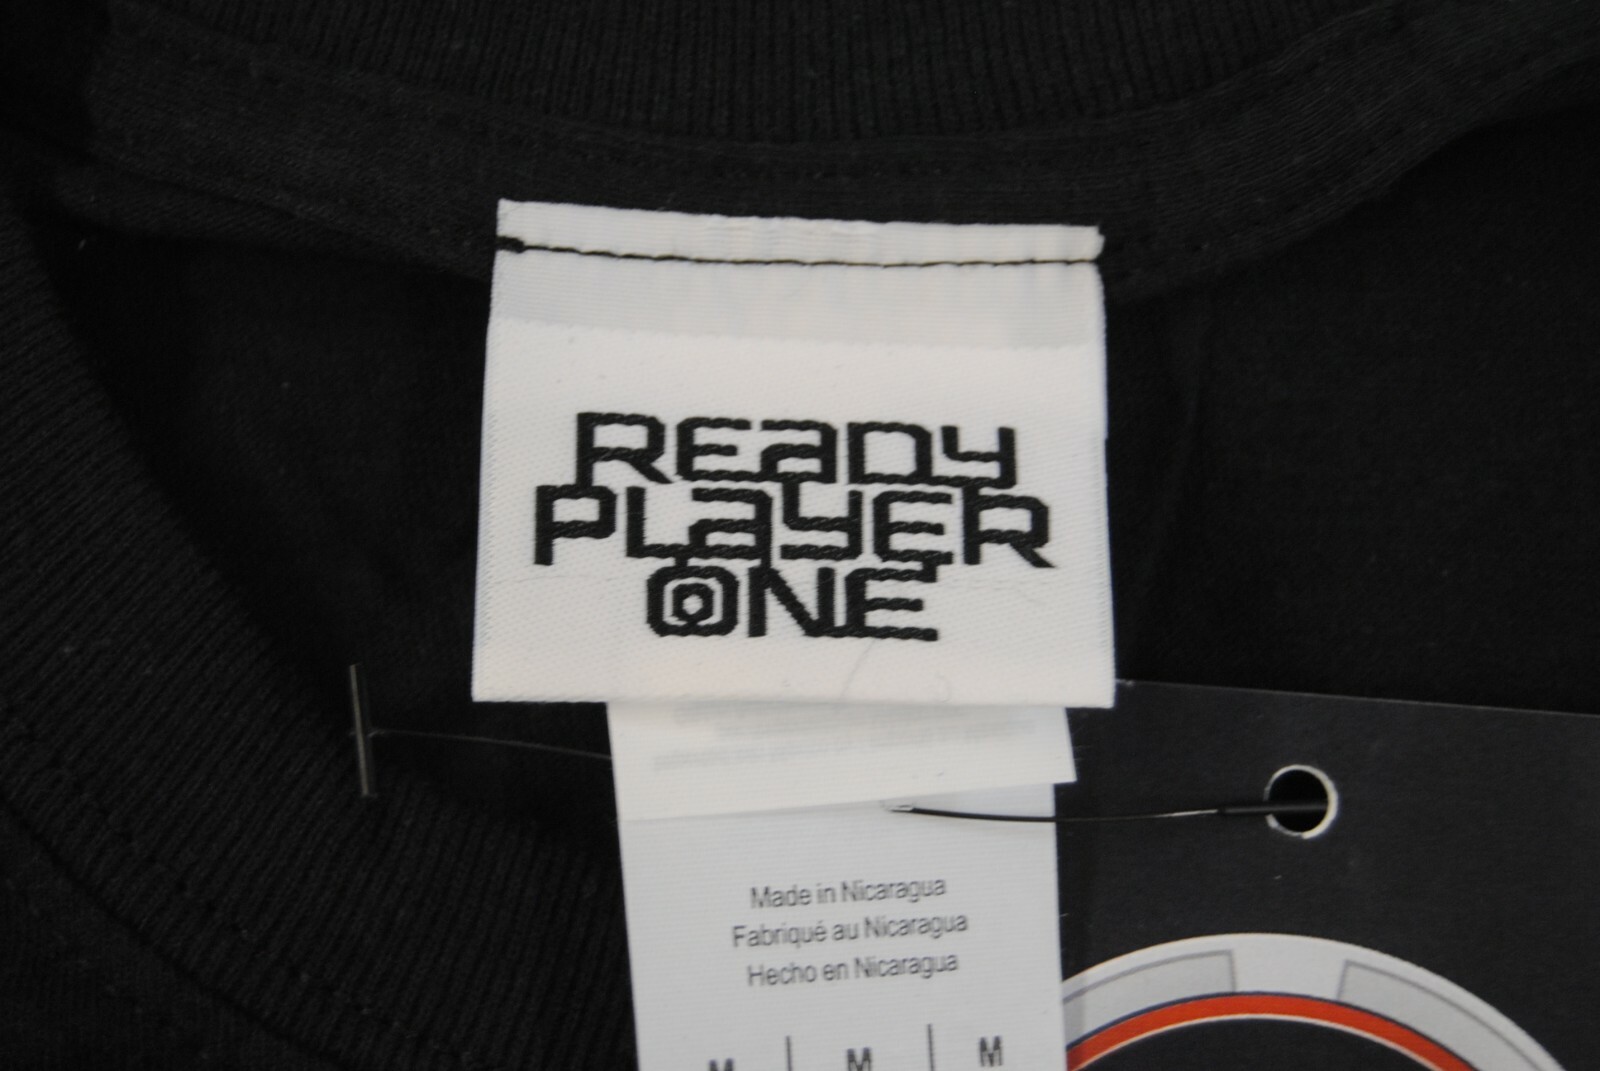 READY
PLAYER
ONE
Made in Nicaragua
Fabriqué au Nicaragua
Hecho en Nicaragua
M | M | M